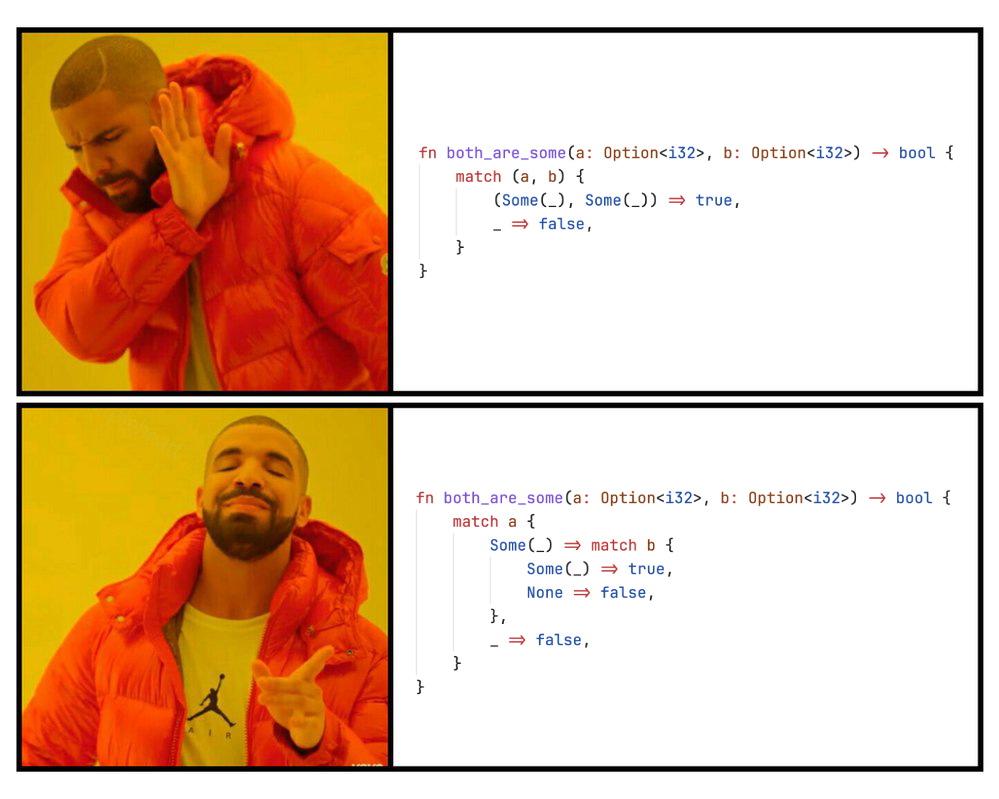 fn both_are_some(a: Option<i32>, b: Option<i32>) → bool {
    match (a, b) {
        (Some(_), Some(_)) ⇒ true,
        _ ⇒ false,
    }
}
fn both_are_some(a: Option<i32>, b: Option<i32>) → bool {
    match a {
        Some(_) ⇒ match b {
            Some(_) ⇒ true,
            None ⇒ false,
        },
        _ ⇒ false,
    }
}
AIR